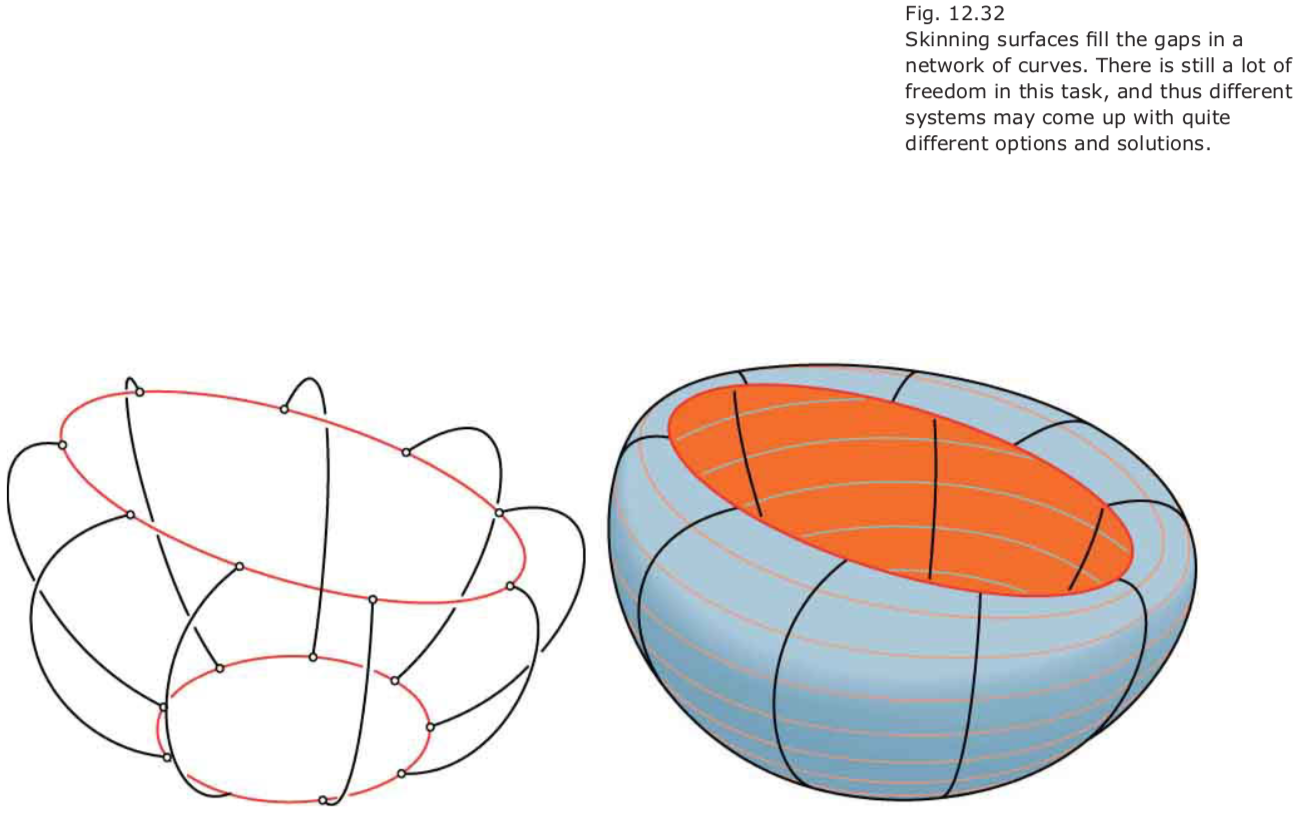 Fig. 12.32
Skinning surfaces fill the gaps in a
network of curves. There is still a lot of
freedom in this task, and thus different
systems may come up with quite
different options and solutions.